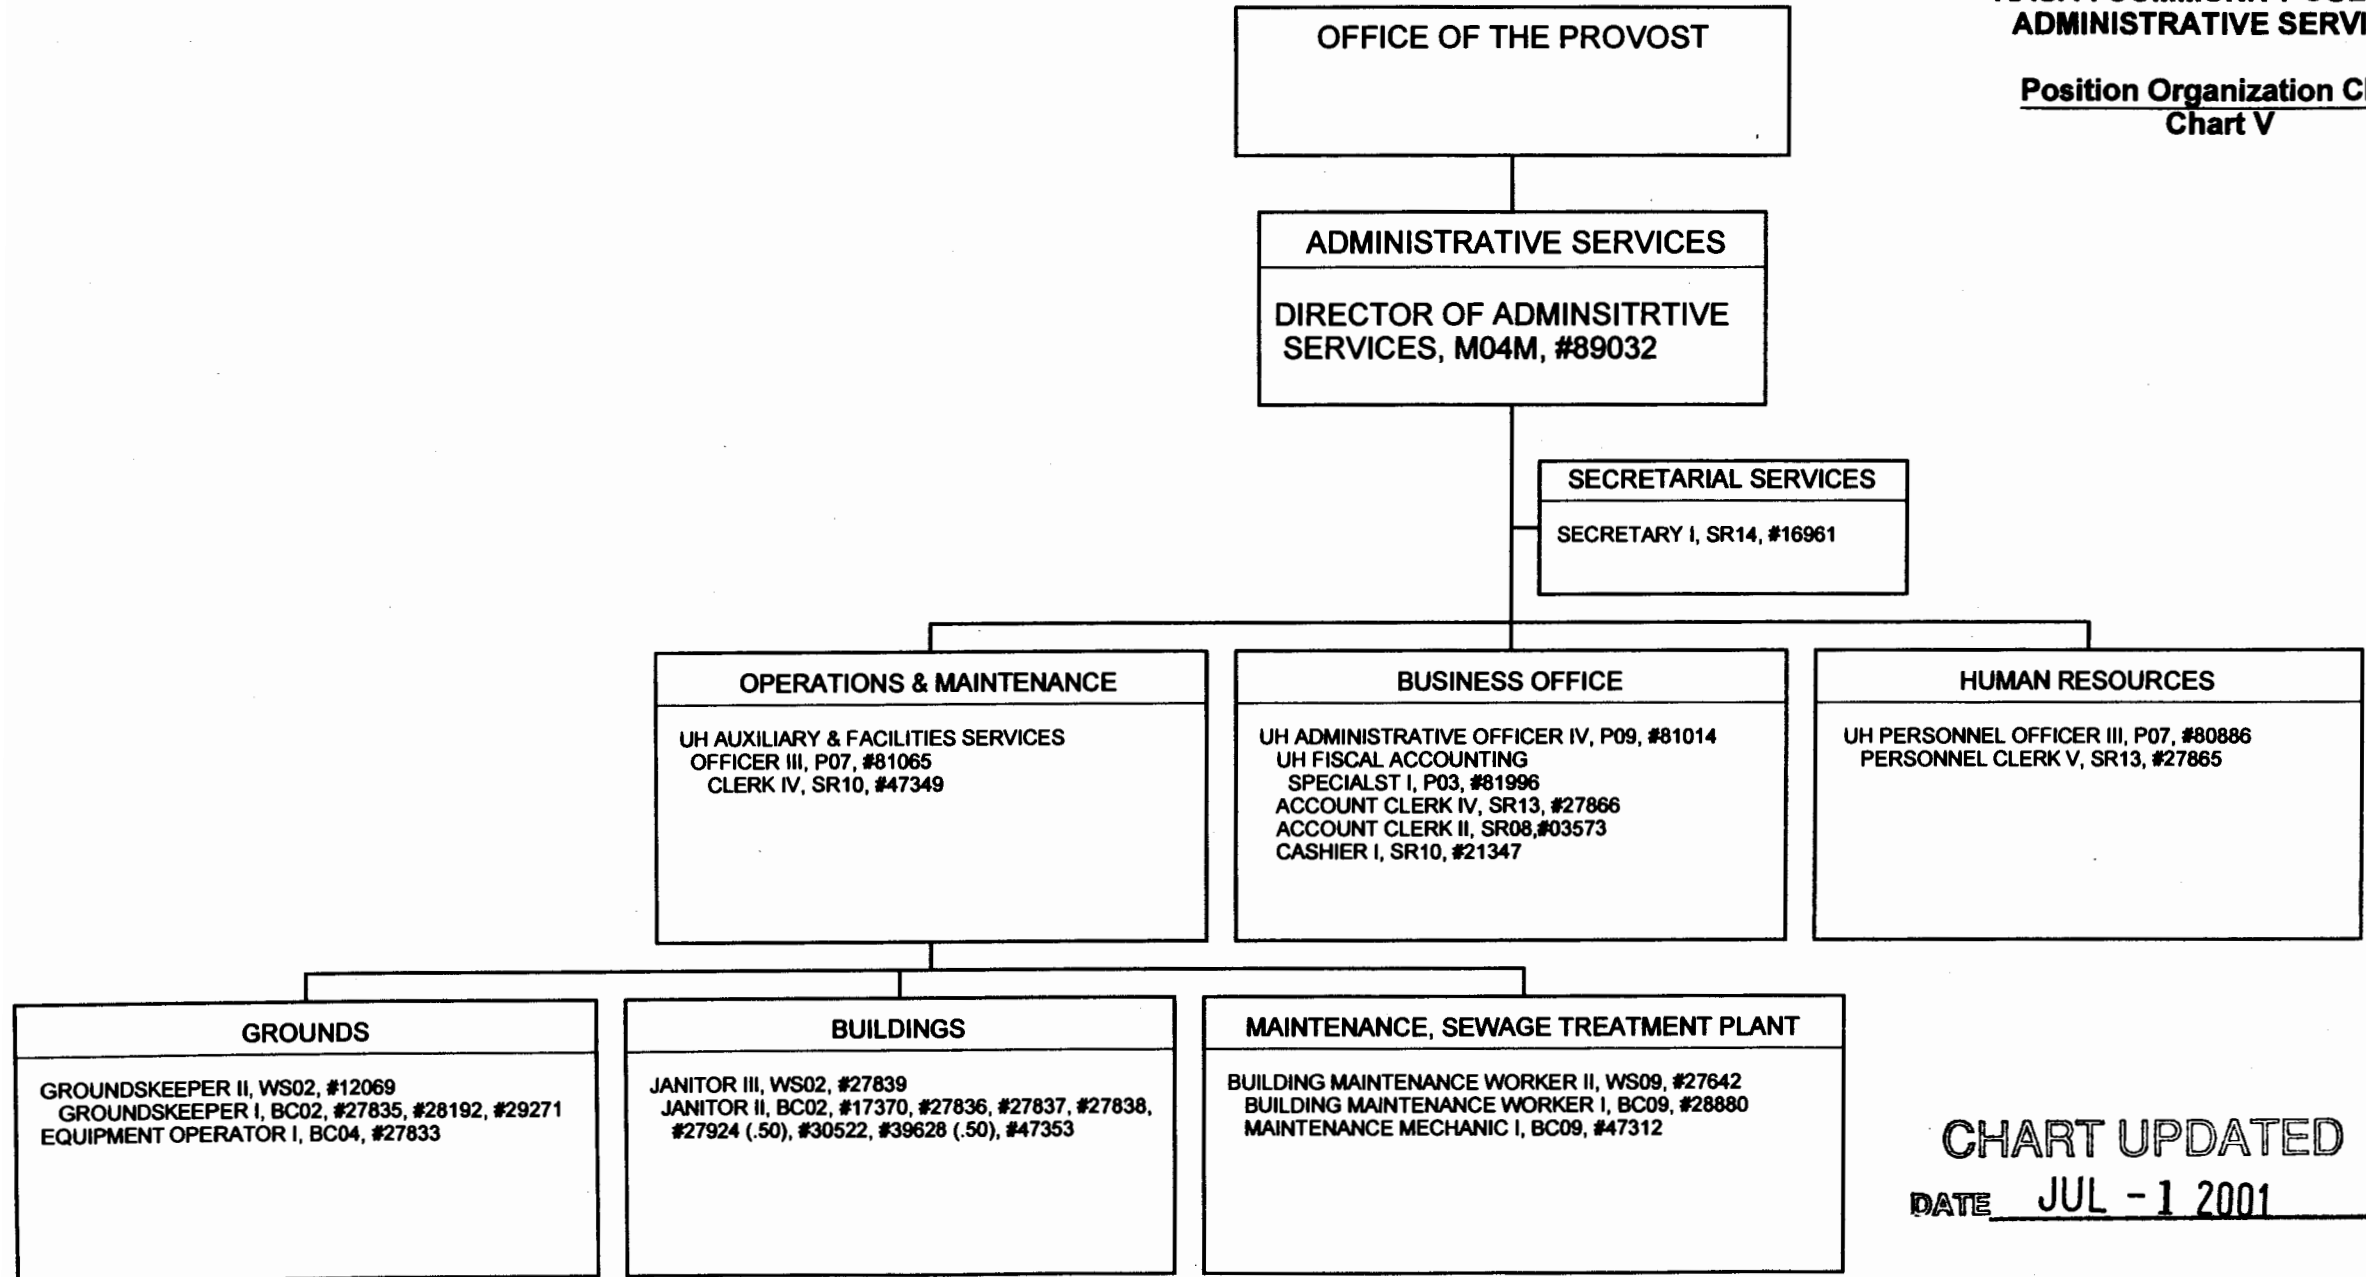 OFFICE OF THE PROVOST
ADMINISTRATIVE
Position Organization
Chart V
ADMINISTRATIVE SERVICES
DIRECTOR OF ADMINSITRTIVE
SERVICES, M04M, #89032
SECRETARIAL SERVICES
SECRETARY I, SR14, #16961
OPERATIONS & MAINTENANCE
UH AUXILIARY & FACILITIES SERVICES
OFFICER III, P07, #81065
CLERK IV, SR10, #47349
BUSINESS OFFICE
UH ADMINISTRATIVE OFFICER IV, P09, #81014
UH FISCAL ACCOUNTING
SPECIALST I, P03, #81996
ACCOUNT CLERK IV, SR13, #27866
ACCOUNT CLERK II, SR08,#03573
CASHIER I, SR10, #21347
HUMAN RESOURCES
UH PERSONNEL OFFICER III, P07, #80886
PERSONNEL CLERK V, SR13, #27865
GROUNDS
GROUNDSKEEPER II, WS02, #12069
GROUNDSKEEPER I, BC02, #27835, #28192, #29271
EQUIPMENT OPERATOR I, BC04, #27833
BUILDINGS
JANITOR III, WS02, #27839
JANITOR II, BC02, #17370, #27836, #27837, #27838,
#27924 (.50), #30522, #39628 (.50), #47353
MAINTENANCE, SEWAGE TREATMENT PLANT
BUILDING MAINTENANCE WORKER II, WS09, #27642
BUILDING MAINTENANCE WORKER I, BC09, #28880
MAINTENANCE MECHANIC I, BC09, #47312
CHART UPDATED
DATE JUL - 1 2001